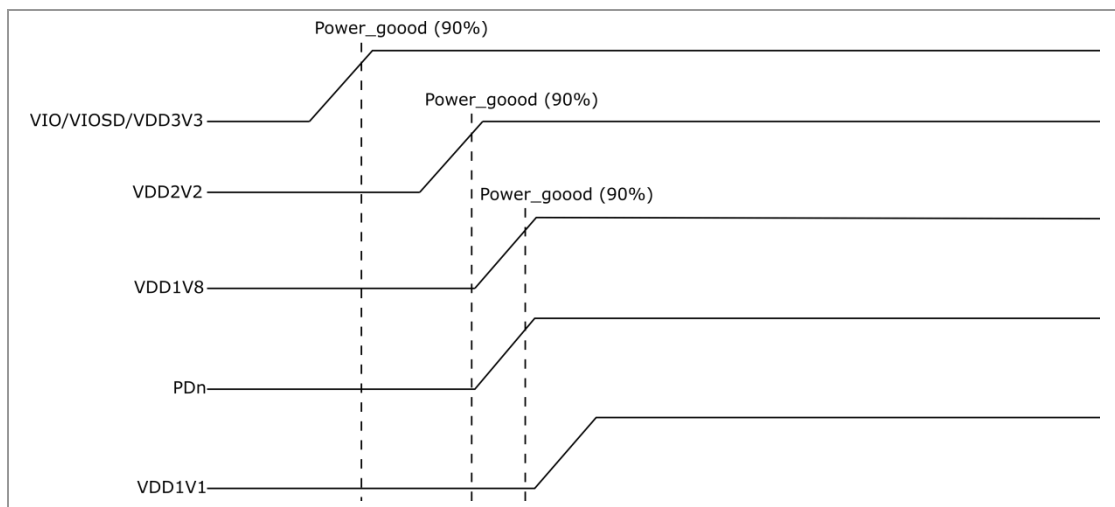 Power_goood (90%)
Power_goood (90%)
VIO/VIOSD/VDD3V3
VDD2V2
Power_goood (90%)
VDD1V8
PDn
VDD1V1